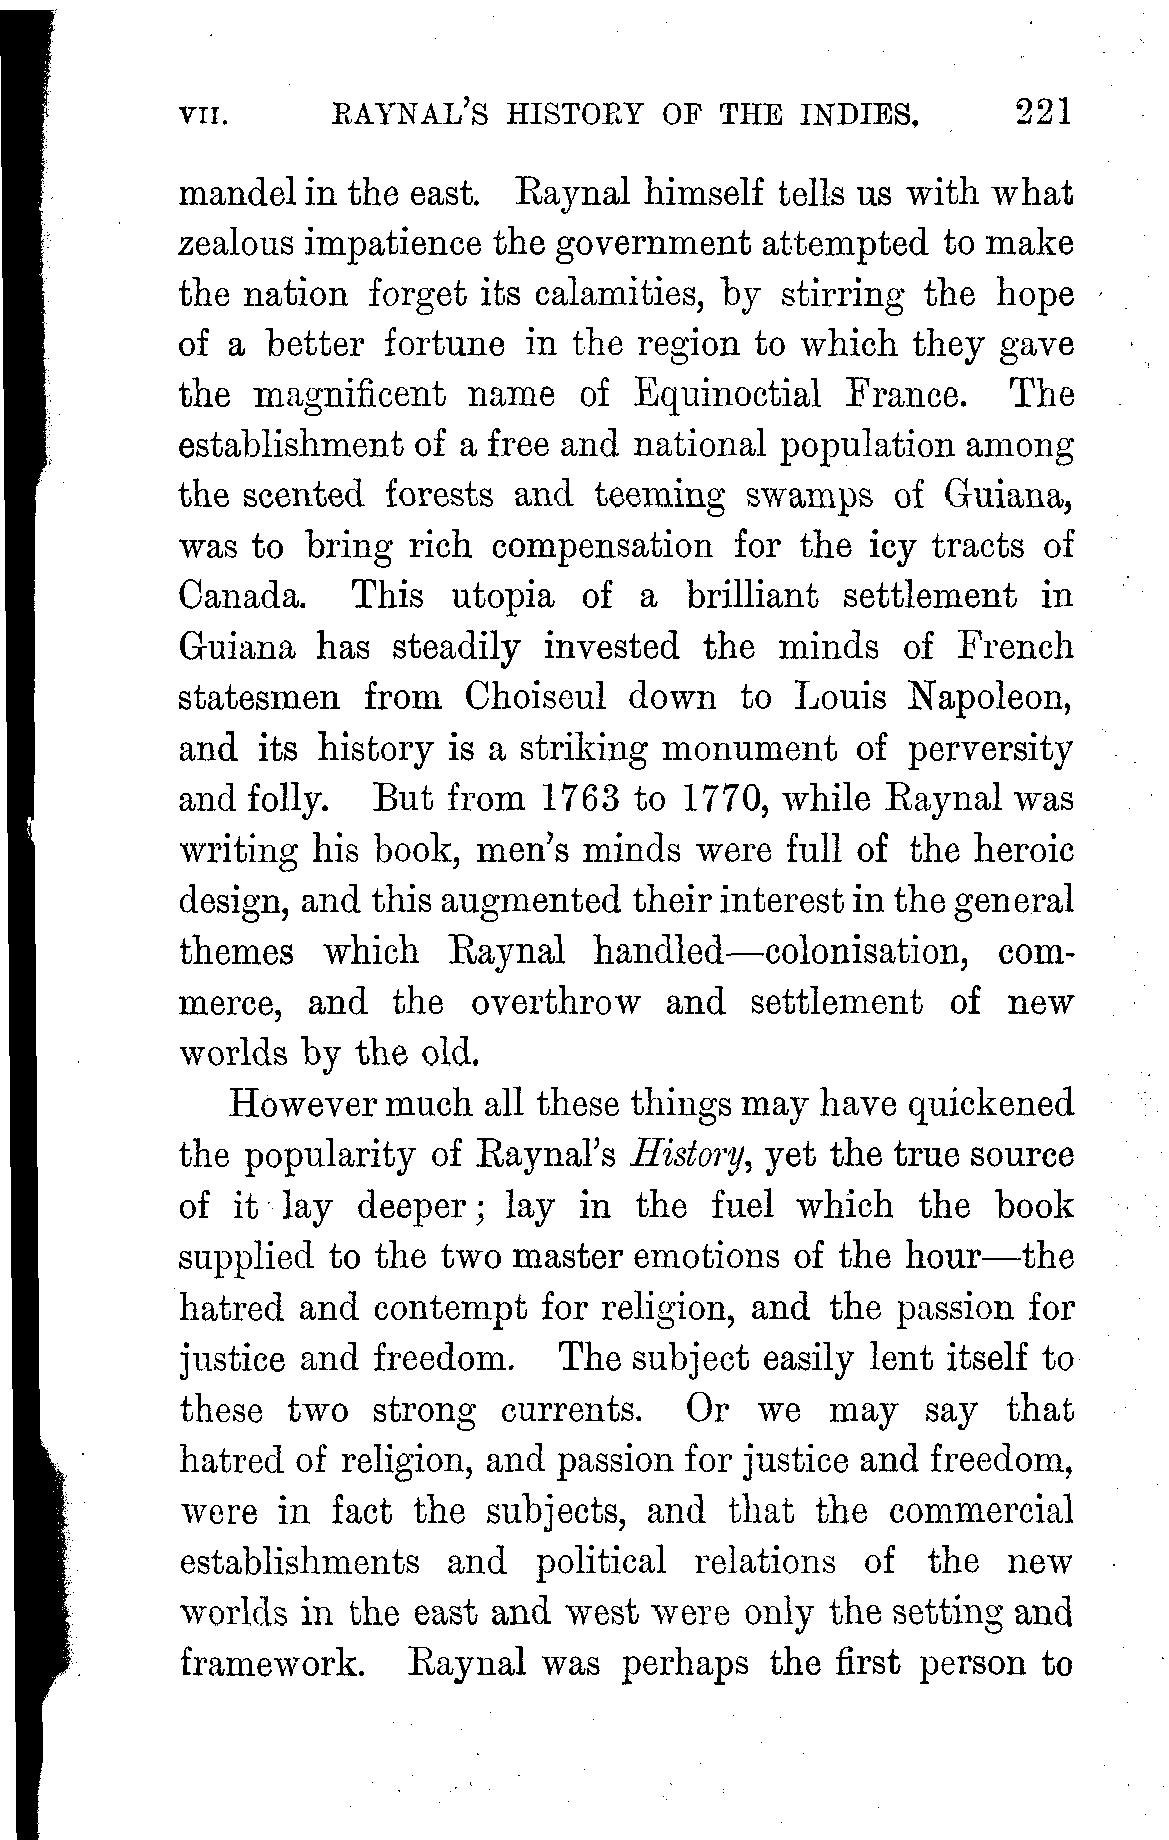 VII. RAYNAL'S HISTORY OF THE INDIES. 221
mandel in the east. Raynal himself tells us with what
zealous impatience the government attempted to make
the nation forget its calamities, by stirring the hope
of a better fortune in the region to which they gave
the magnificent name of Equinoctial France. The
establishment of a free and national population among
the scented forests and teeming swamps of Guiana,
was to bring rich compensation for the icy tracts of
Canada. This utopia of a brilliant settlement in
Guiana has steadily invested the minds of French
statesmen from Choiseul down to Louis Napoleon,
and its history is a striking monument of perversity
and folly. But from 1763 to 1770, while Raynal was
writing his book, men's minds were full of the heroic
design, and this augmented their interest in the general
themes which Raynal handled—colonisation, com-
merce, and the overthrow and settlement of new
worlds by the old.
However much all these things may have quickened
the popularity of Raynal's History, yet the true source
of it lay deeper; lay in the fuel which the book
supplied to the two master emotions of the hour—the
hatred and contempt for religion, and the passion for
justice and freedom. The subject easily lent itself to
these two strong currents. Or we may say that
hatred of religion, and passion for justice and freedom,
were in fact the subjects, and that the commercial
establishments and political relations of the new
worlds in the east and west were only the setting and
framework. Raynal was perhaps the first person to